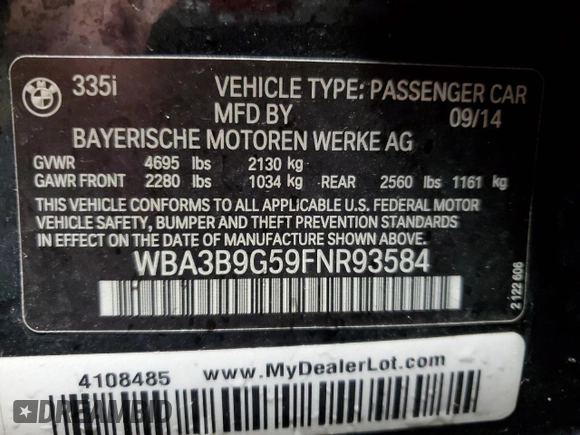 335i VEHICLE TYPE: PASSENGER CAR
MFD BY 09/14
BAYERISCHE MOTOREN WERKE AG
GVWR 4695 lbs 2130 kg
GAWR FRONT 2280 lbs 1034 kg REAR 2560 lbs 1161 kg
THIS VEHICLE CONFORMS TO ALL APPLICABLE U.S. FEDERAL MOTOR
VEHICLE SAFETY, BUMPER AND THEFT PREVENTION STANDARDS
IN EFFECT ON THE DATE OF MANUFACTURE SHOWN ABOVE.
WBA3B9G59FNR93584
2 122 606
4108485 www.MyDealerLot.com
DREAMBID